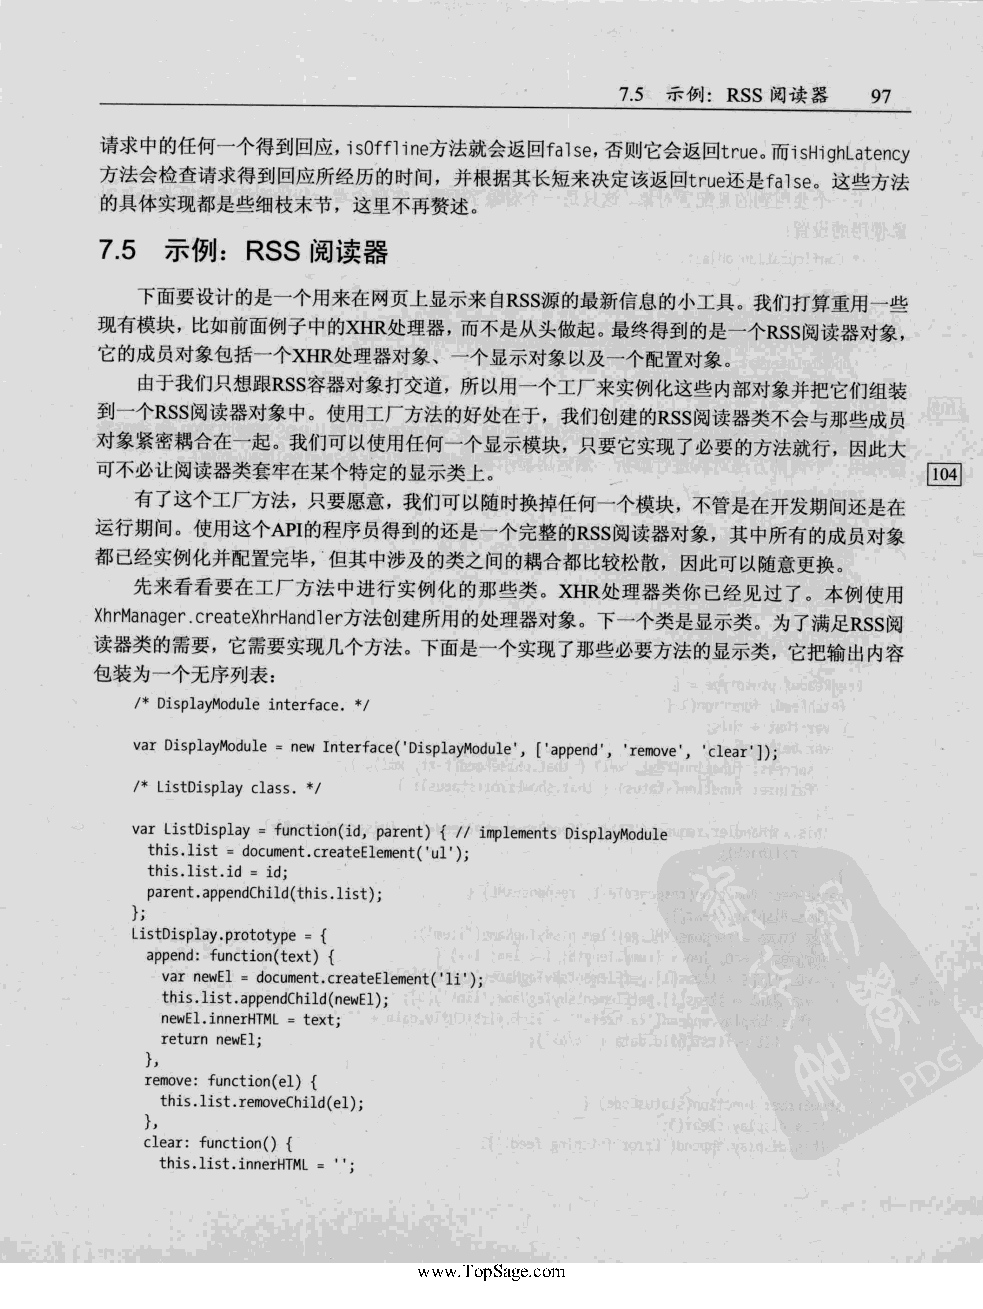 7.5 示例：RSS 阅读器 97
请求中的任何一个得到回应，isOffline方法就会返回false，否则它会返回true。而isHighLatency
方法会检查请求得到回应所经历的时间，并根据其长短来决定该返回true还是false。这些方法
的具体实现都是些细枝末节，这里不再赘述。
7.5 示例：RSS 阅读器
下面要设计的是一个用来在网页上显示来自RSS源的最新信息的小工具。我们打算重用一些
现有模块，比如前面例子中的XHR处理器，而不是从头做起。最终得到的是一个RSS阅读器对象，
它的成员对象包括一个XHR处理器对象、一个显示对象以及一个配置对象。
由于我们只想跟RSS容器对象打交道，所以用一个工厂来实例化这些内部对象并把它们组装
到一个RSS阅读器对象中。使用工厂方法的好处在于，我们创建的RSS阅读器类不会与那些成员
对象紧密耦合在一起。我们可以使用任何一个显示模块，只要它实现了必要的方法就行，因此大
可不必让阅读器类套牢在某个特定的显示类上。
104
有了这个工厂方法，只要愿意，我们可以随时换掉任何一个模块，不管是在开发期间还是在
运行期间。使用这个API的程序员得到的还是一个完整的RSS阅读器对象，其中所有的成员对象
都已经实例化并配置完毕，但其中涉及的类之间的耦合都比较松散，因此可以随意更换。
先来看看要在工厂方法中进行实例化的那些类。XHR处理器类你已经见过了。本例使用
XhrManager.createXhrHandler方法创建所用的处理器对象。下一个类是显示类。为了满足RSS阅
读器类的需要，它需要实现几个方法。下面是一个实现了那些必要方法的显示类，它把输出内容
包装为一个无序列表：
/* DisplayModule interface. */
var DisplayModule = new Interface('DisplayModule', ['append', 'remove', 'clear']);
/* ListDisplay class. */
var ListDisplay = function(id, parent) { // implements DisplayModule
this.list = document.createElement('ul');
this.list.id = id;
parent.appendChild(this.list);
};
ListDisplay.prototype = {
append: function(text) {
var newEl = document.createElement('li');
this.list.appendChild(newEl);
newEl.innerHTML = text;
return newEl;
},
remove: function(el) {
this.list.removeChild(el);
},
clear: function() {
this.list.innerHTML = '';
PDG
www.TopSage.com